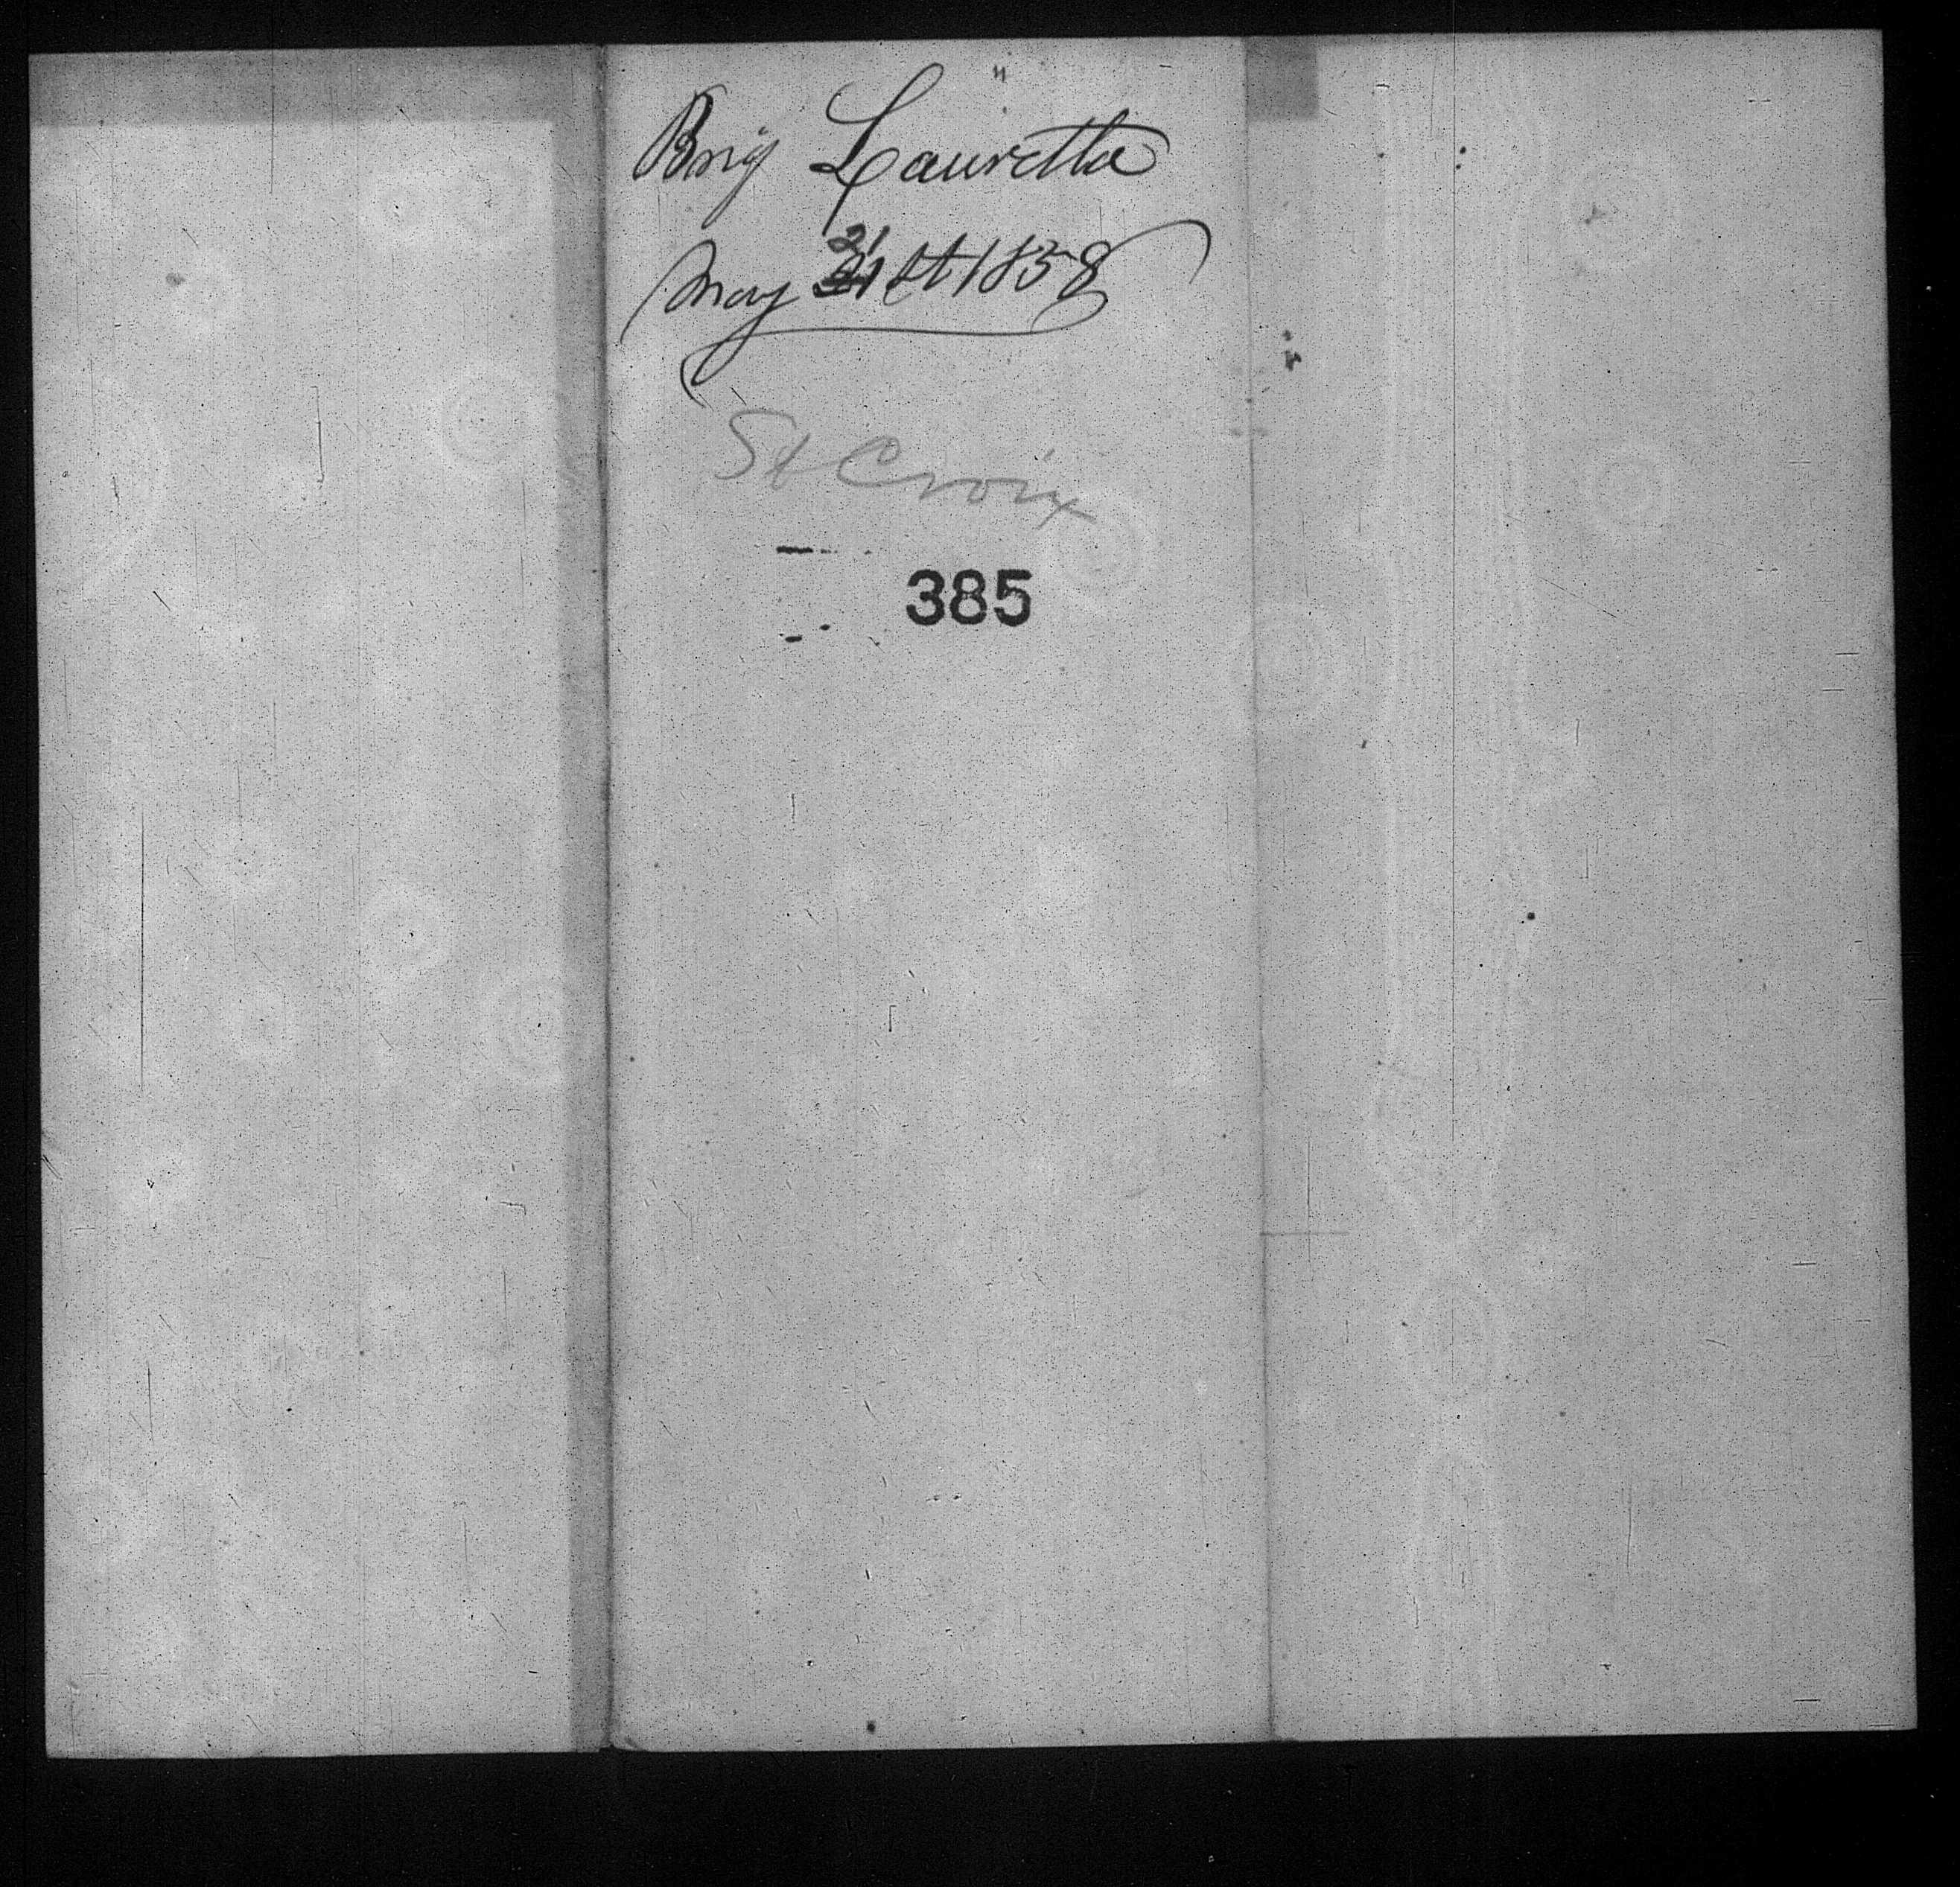 Brig Lauretta
May 21st 1858
St Croix
385